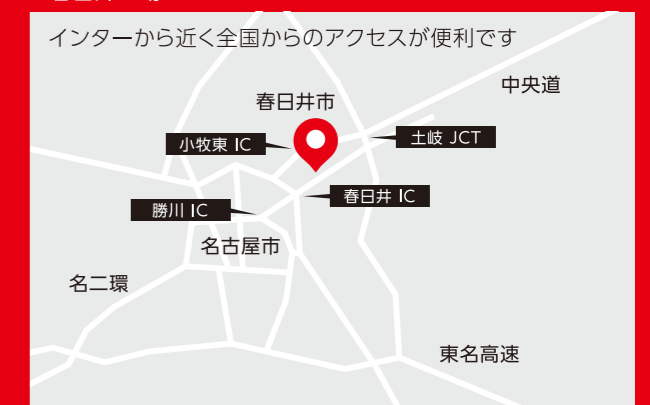 インターから近く全国からのアクセスが便利です
中央道
春日井市
小牧東 IC
土岐 JCT
春日井 IC
勝川 IC
名古屋市
名二環
東名高速